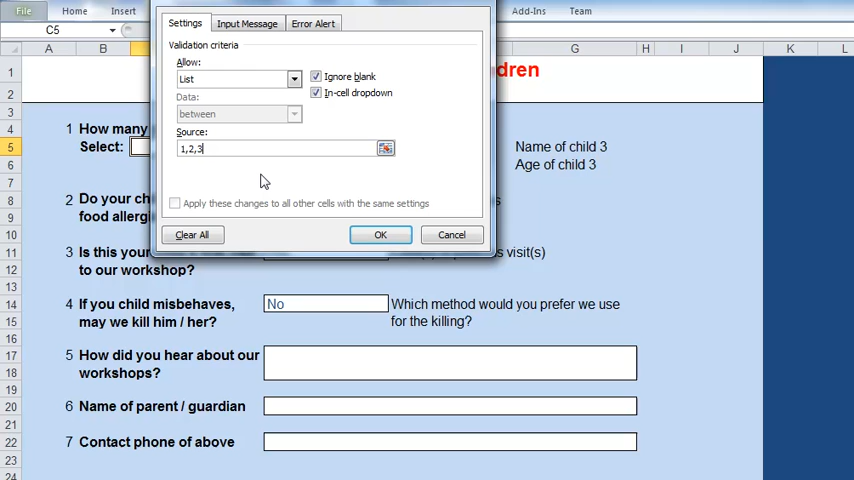 File Home Insert Add-Ins Team
C5
Settings Input Message Error Alert
Validation criteria
Allow:
List
Ignore blank
Data:
In-cell dropdown
between
Source:
1,2,3
Apply these changes to all other cells with the same settings
Clear All OK Cancel
A B G H I J K L
1 dren
2
3
4 1 How many
5 Select: Name of child 3
6 Age of child 3
7
8 2 Do your ch s
9 food allergi
10
11 3 Is this your visit(s)
12 to our workshop?
13
14 4 If you child misbehaves, No Which method would you prefer we use
15 may we kill him / her? for the killing?
16
17 5 How did you hear about our
18 workshops?
19
20 6 Name of parent / guardian
21
22 7 Contact phone of above
23
24